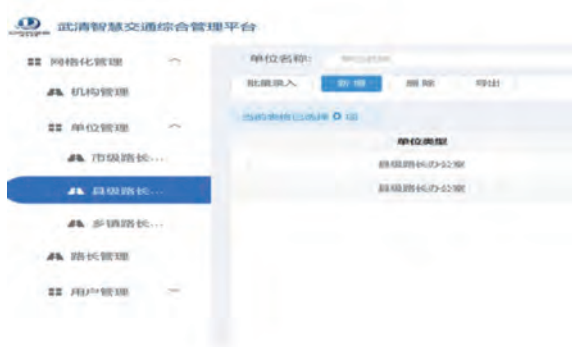 武清智慧交通综合管理平台
网格化管理
机构管理
单位管理
市级路长...
县级路长...
乡镇路长...
路长管理
用户管理
单位名称: 单位名称
批量录入 新增 删除 导出
当前表格已选择 0 项
单位类型
县级路长办公室
县级路长办公室